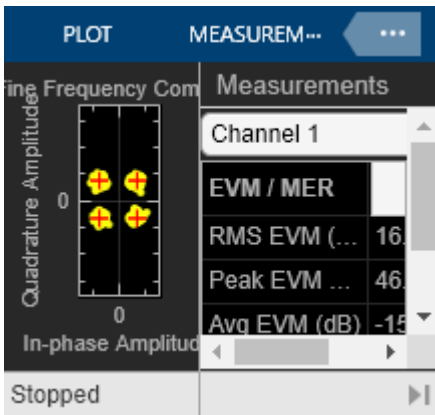 PLOT
MEASUREM...
...
ine Frequency Com
Quadrature Amplitude
0
0
In-phase Amplitud
Measurements
Channel 1
EVM / MER
RMS EVM (... 16.
Peak EVM ... 46.
Avg EVM (dB) -15
Stopped